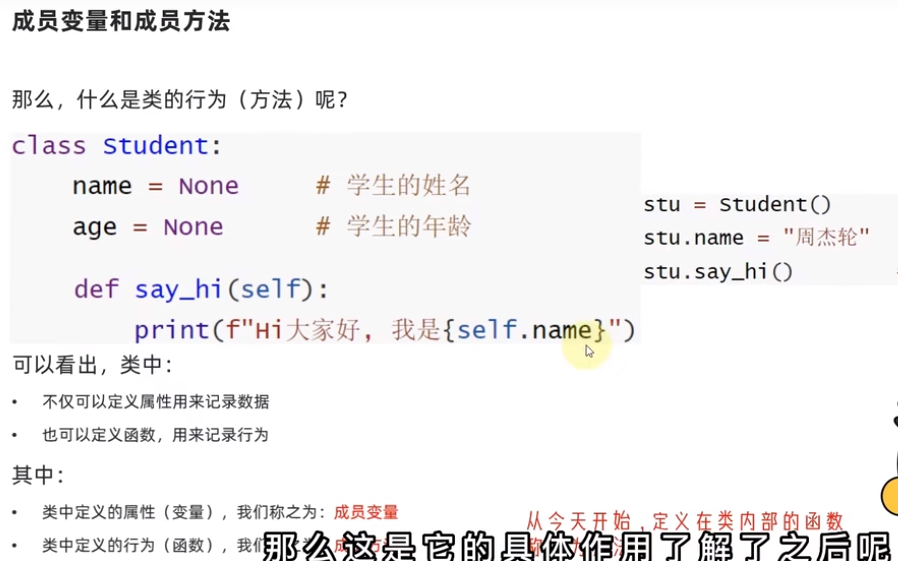 成员变量和成员方法
那么，什么是类的行为（方法）呢？
class Student:
name = None # 学生的姓名
age = None # 学生的年龄
def say_hi(self):
print(f"Hi大家好，我是{self.name}")
stu = Student()
stu.name = "周杰轮"
stu.say_hi()
可以看出，类中：
• 不仅可以定义属性用来记录数据
• 也可以定义函数，用来记录行为
其中：
• 类中定义的属性（变量），我们称之为：成员变量
• 类中定义的行为（函数），我们
从今天开始，定义在类内部的函数
那么这是它的具体作用了解了之后呢